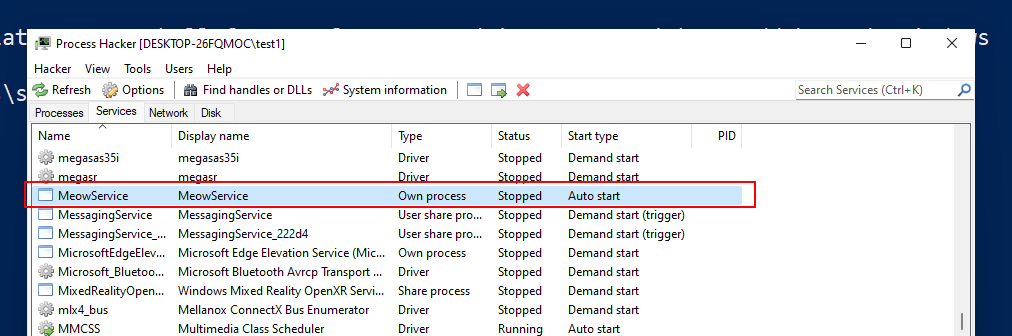 Process Hacker [DESKTOP-26FQMOC\test1]
Hacker View Tools Users Help
Refresh Options Find handles or DLLs System information Search Services (Ctrl+K)
Processes Services Network Disk
Name Display name Type Status Start type PID
megasas35i megasas35i Driver Stopped Demand start
megasr megasr Driver Stopped Demand start
MeowService MeowService Own process Stopped Auto start
MessagingService MessagingService User share pro... Stopped Demand start (trigger)
MessagingService_... MessagingService_222d4 User share pro... Stopped Demand start (trigger)
MicrosoftEdgeElev... Microsoft Edge Elevation Service (Mic... Own process Stopped Demand start
Microsoft_Bluetoo... Microsoft Bluetooth Avrcp Transport ... Driver Stopped Demand start
MixedRealityOpen... Windows Mixed Reality OpenXR Servi... Share process Stopped Demand start
mlx4_bus Mellanox ConnectX Bus Enumerator Driver Stopped Demand start
MMCSS Multimedia Class Scheduler Driver Running Auto start